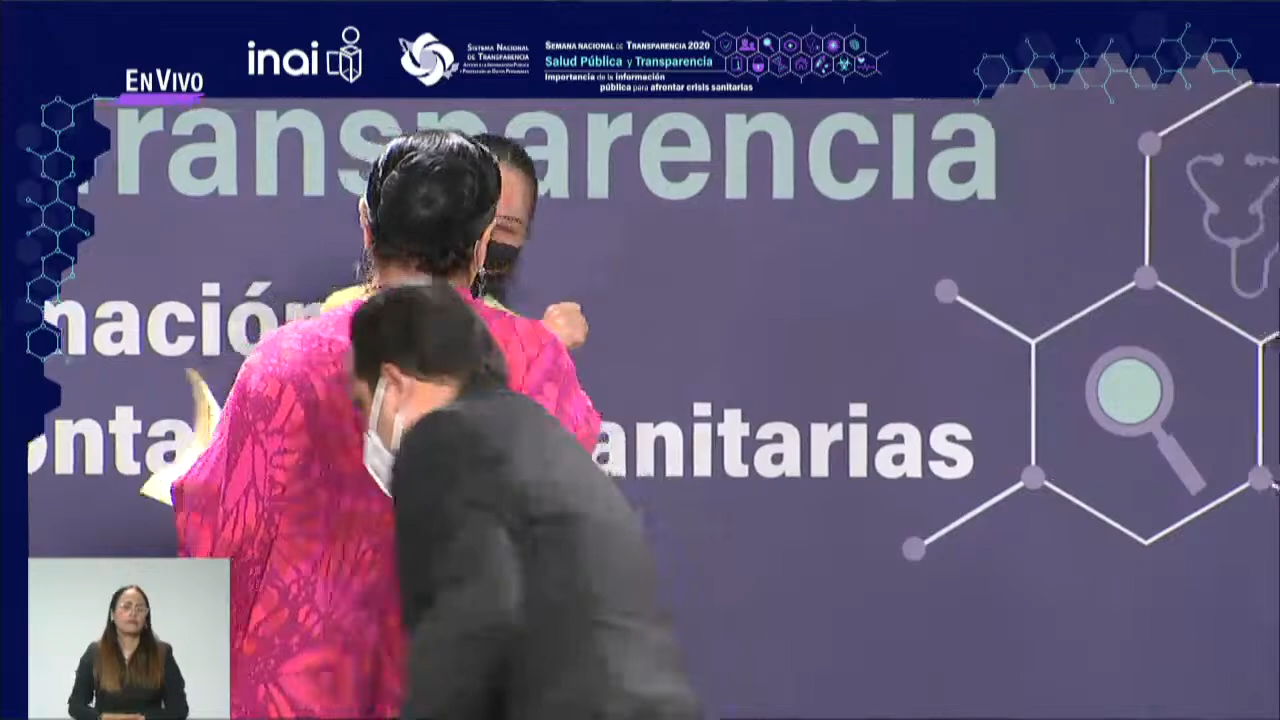 EN VIVO
inai
SISTEMA NACIONAL
DE TRANSPARENCIA
SEMANA NACIONAL DE TRANSPARENCIA 2020
Salud Pública y Transparencia
Importancia de la información
pública para afrontar crisis sanitarias
ransparencia
mación
onta anitarias